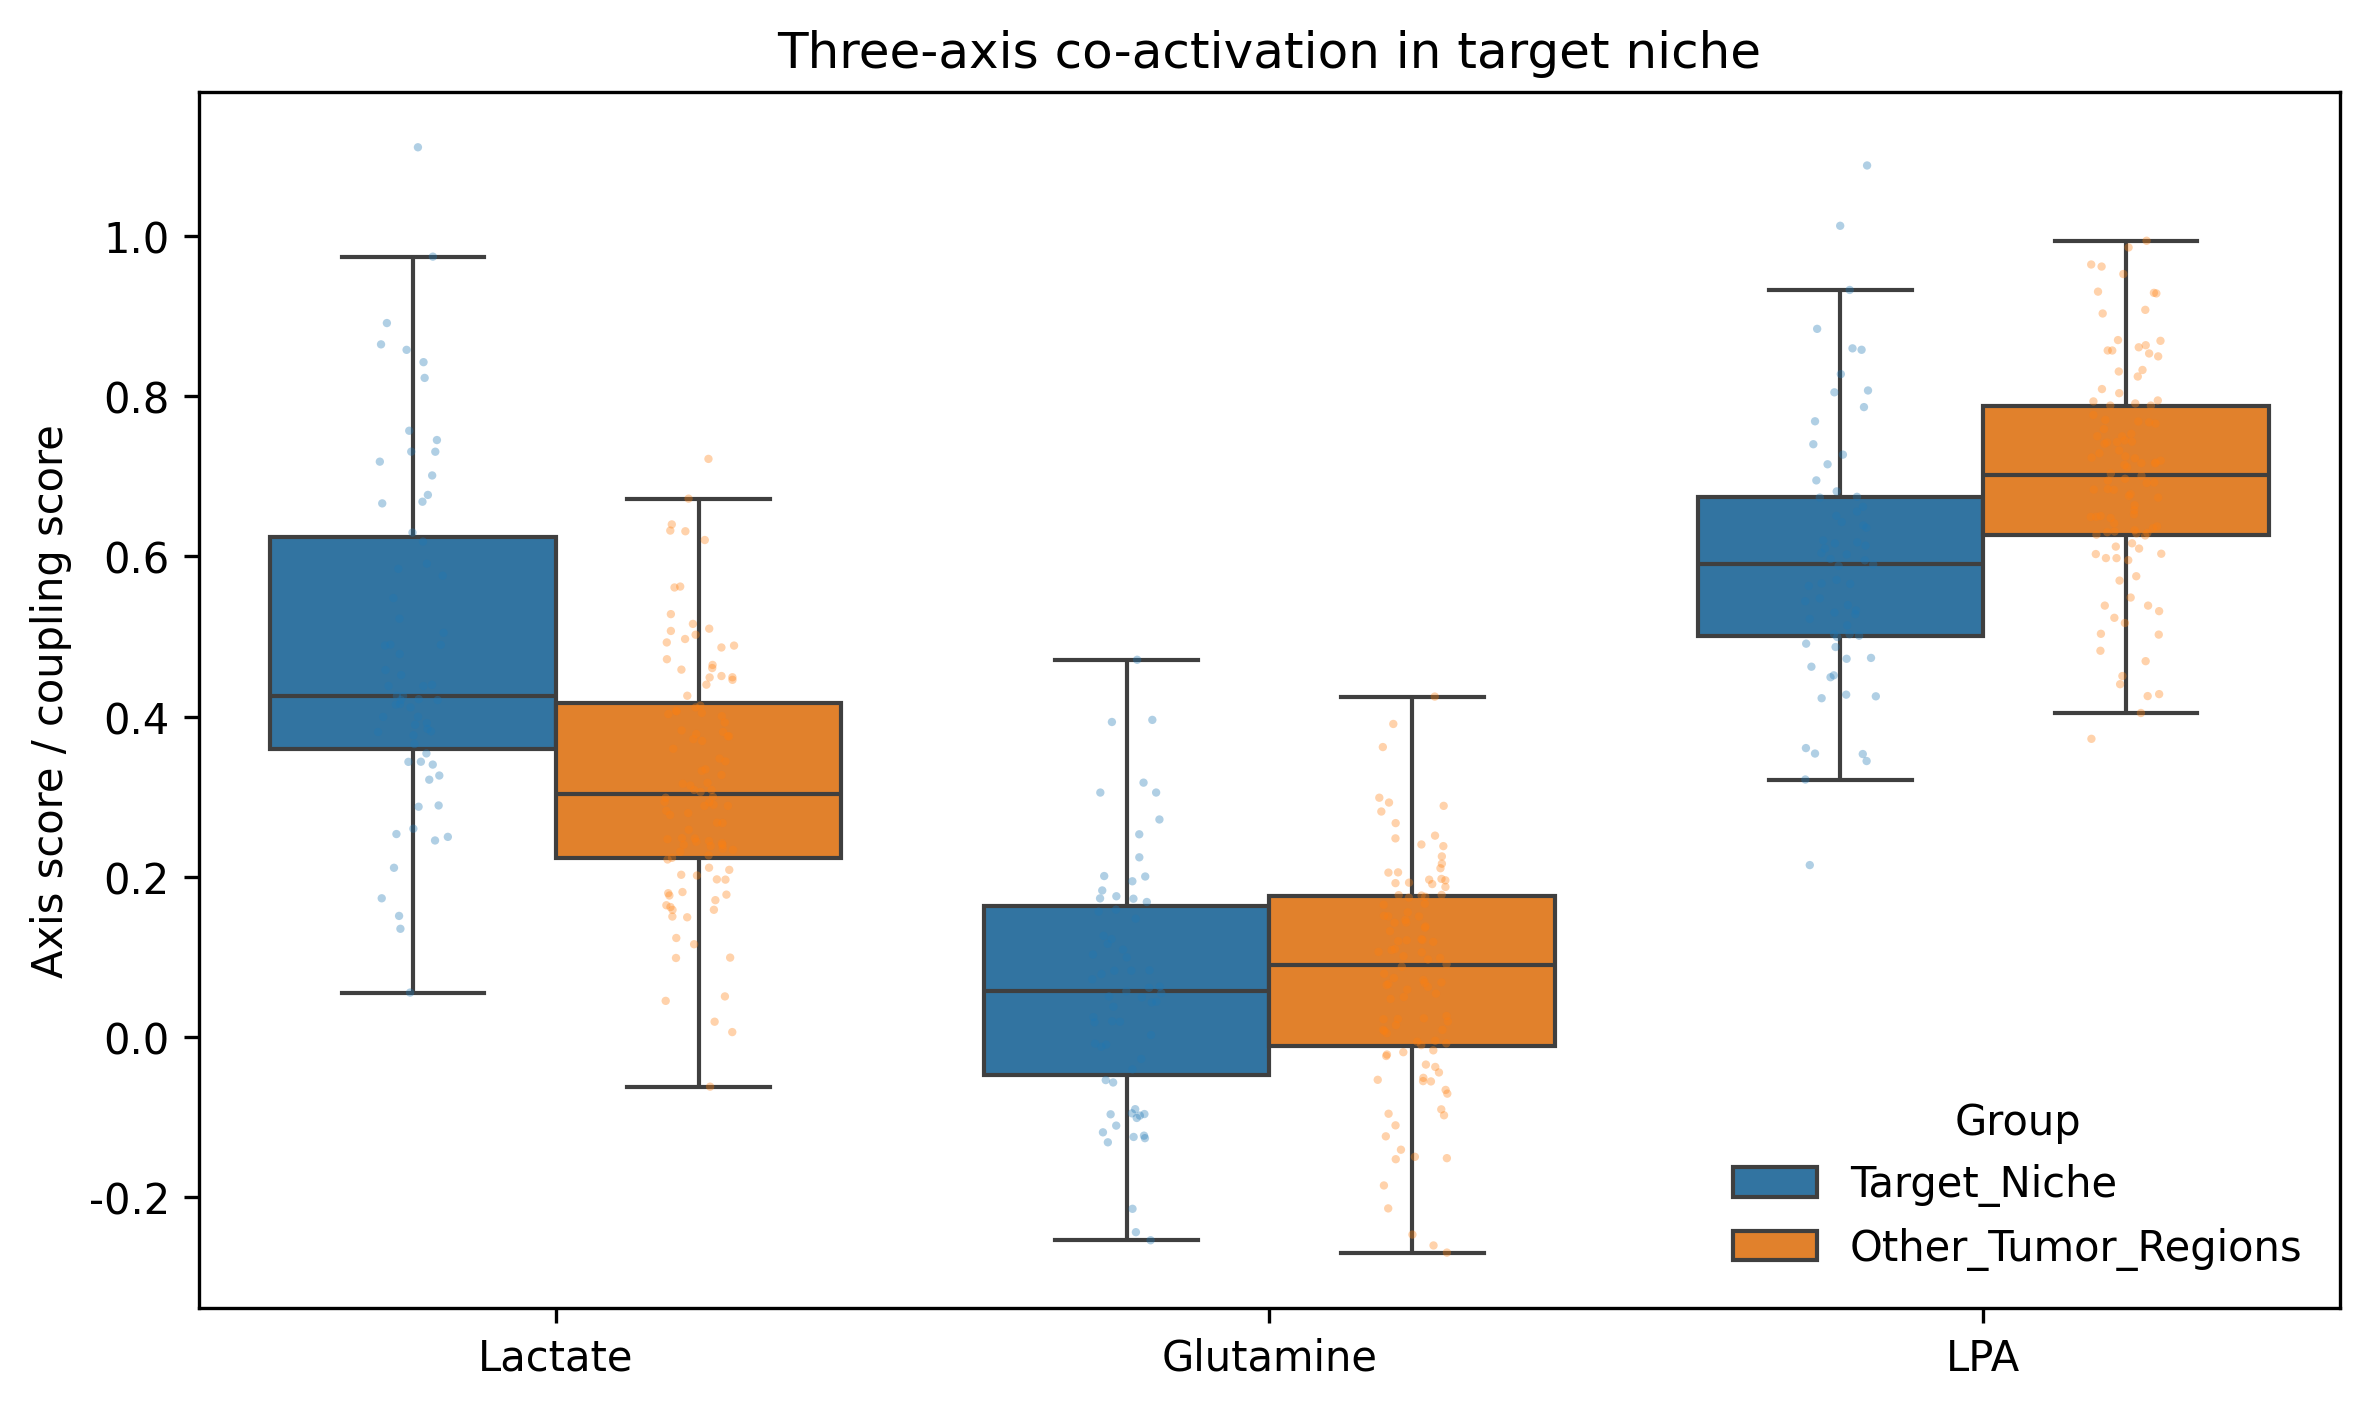 Three-axis co-activation in target niche
Axis score / coupling score
1.0
0.8
0.6
0.4
0.2
0.0
-0.2
Lactate
Glutamine
LPA
Group
Target_Niche
Other_Tumor_Regions